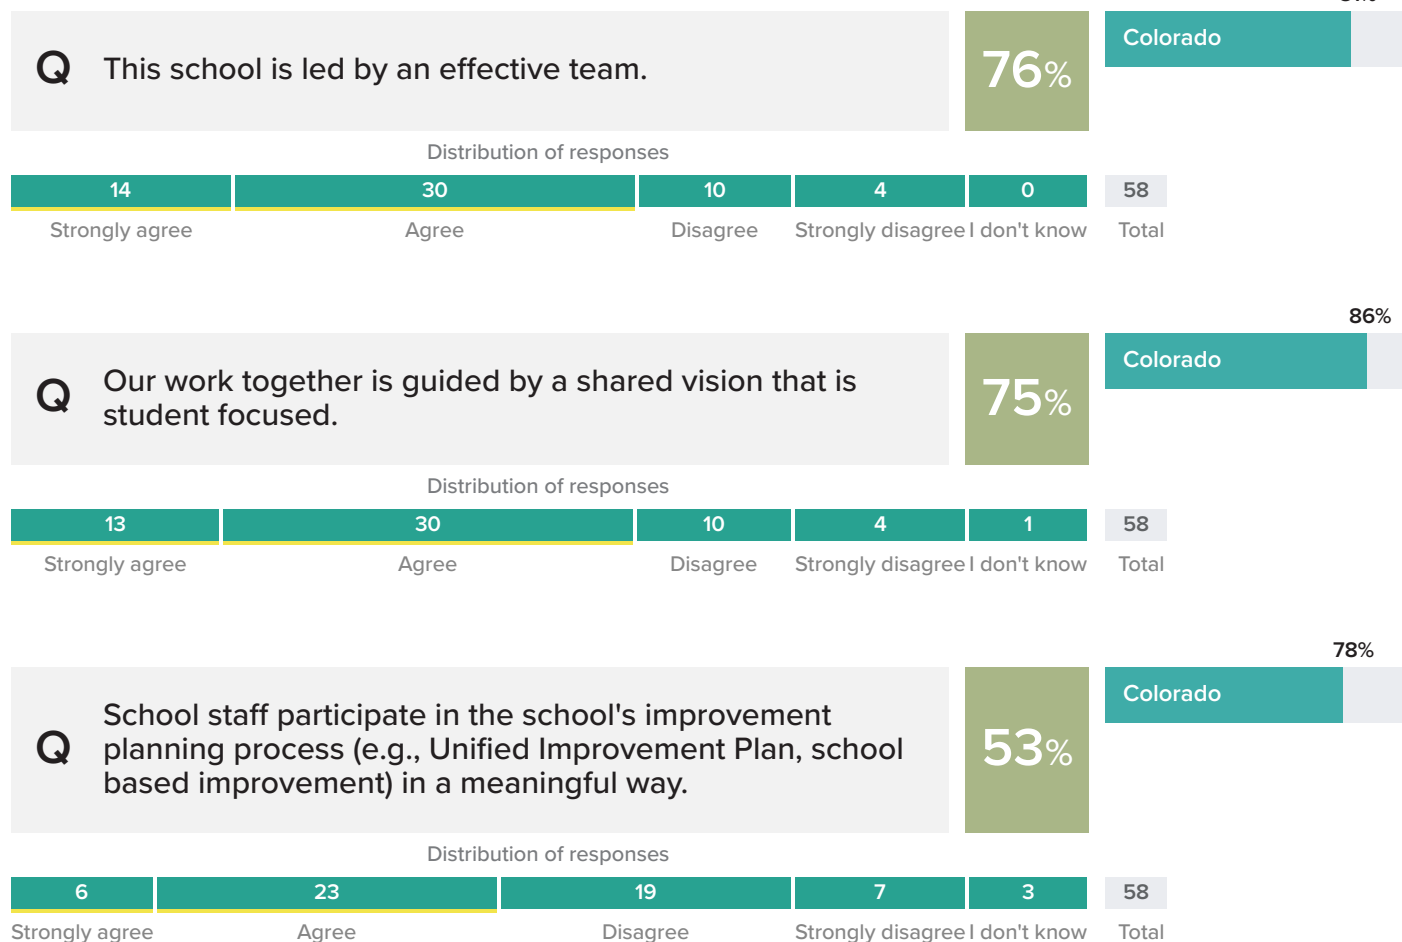 Q This school is led by an effective team.
76%
Colorado
Distribution of responses
14 30 10 4 0 58
Strongly agree Agree Disagree Strongly disagree I don't know Total
86%
Q Our work together is guided by a shared vision that is
student focused.
75%
Colorado
Distribution of responses
13 30 10 4 1 58
Strongly agree Agree Disagree Strongly disagree I don't know Total
78%
Q School staff participate in the school's improvement
planning process (e.g., Unified Improvement Plan, school
based improvement) in a meaningful way.
53%
Colorado
Distribution of responses
6 23 19 7 3 58
Strongly agree Agree Disagree Strongly disagree I don't know Total